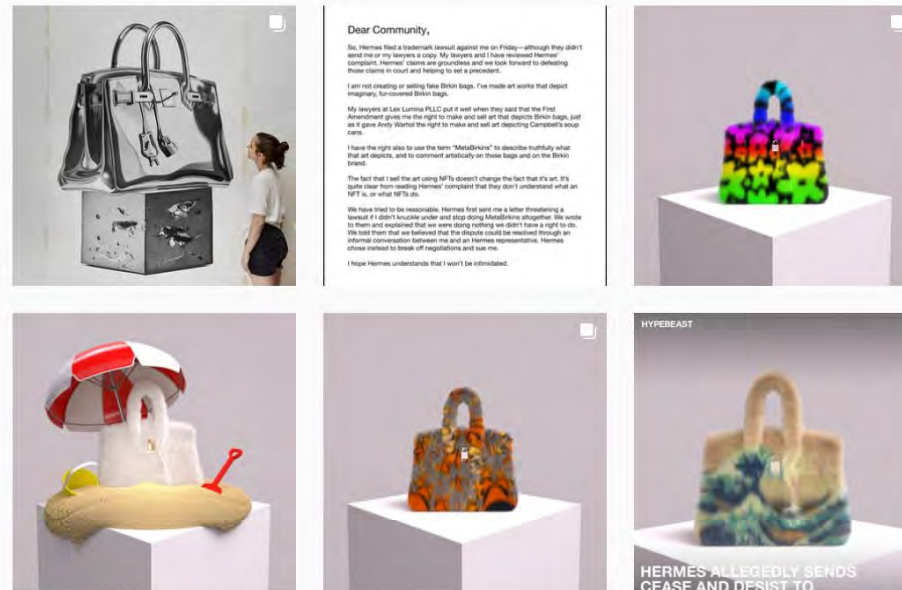 Dear Community,
So, Hermes filed a trademark lawsuit against me on Friday—although they didn't
send me or my lawyers a copy. My lawyers and I have reviewed Hermes'
complaint. Hermes' claims are groundless and we look forward to defeating
those claims in court and helping to set a precedent.
I am not creating or selling fake Birkin bags. I've made art works that depict
imaginary, fur-covered Birkin bags.
My lawyers at Lex Lumina PLLC put it well when they said that the First
Amendment gives me the right to make and sell art that depicts Birkin bags, just
as it gave Andy Warhol the right to make and sell art depicting Campbell's soup
cans.
I have the right also to use the term "MetaBirkins" to describe truthfully what
that art depicts, and to comment artistically on those bags and on the Birkin
brand.
The fact that I sell the art using NFTs doesn't change the fact that it's art. It's
quite clear from reading Hermes' complaint that they don't understand what an
NFT is, or what NFTs do.
We have tried to be reasonable. Hermes first sent me a letter threatening a
lawsuit if I didn't knuckle under and stop doing MetaBirkins altogether. We wrote
to them and explained that we were doing nothing we didn't have a right to do.
We told them that we believed that the dispute could be resolved through an
informal conversation between me and an Hermes representative. Hermes
chose instead to break off negotiations and sue me.
I hope Hermes understands that I won't be intimidated.
HYPEBEAST
HERMES ALLEGEDLY SENDS
CEASE AND DESIST TO